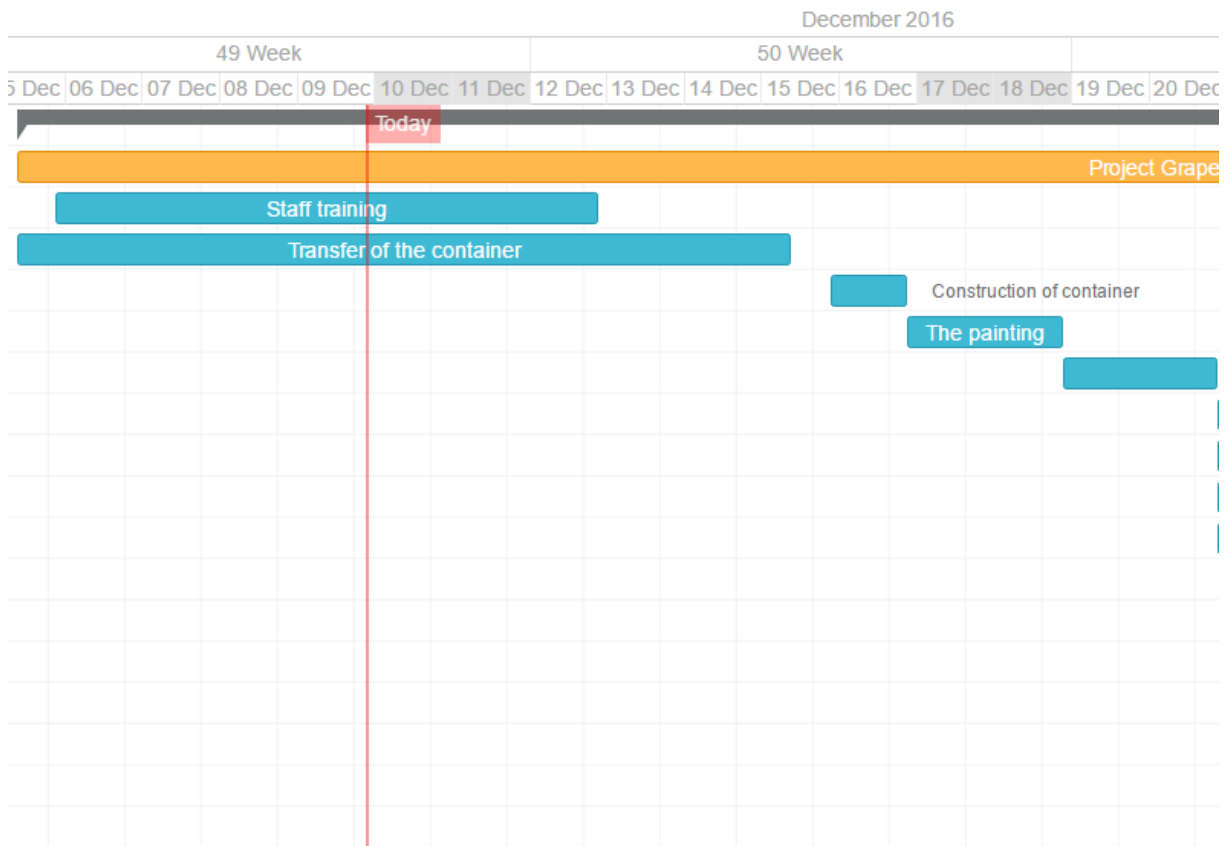 December 2016
49 Week 50 Week
5 Dec 06 Dec 07 Dec 08 Dec 09 Dec 10 Dec 11 Dec 12 Dec 13 Dec 14 Dec 15 Dec 16 Dec 17 Dec 18 Dec 19 Dec 20 Dec
Today
Project Grape
Staff training
Transfer of the container
Construction of container
The painting